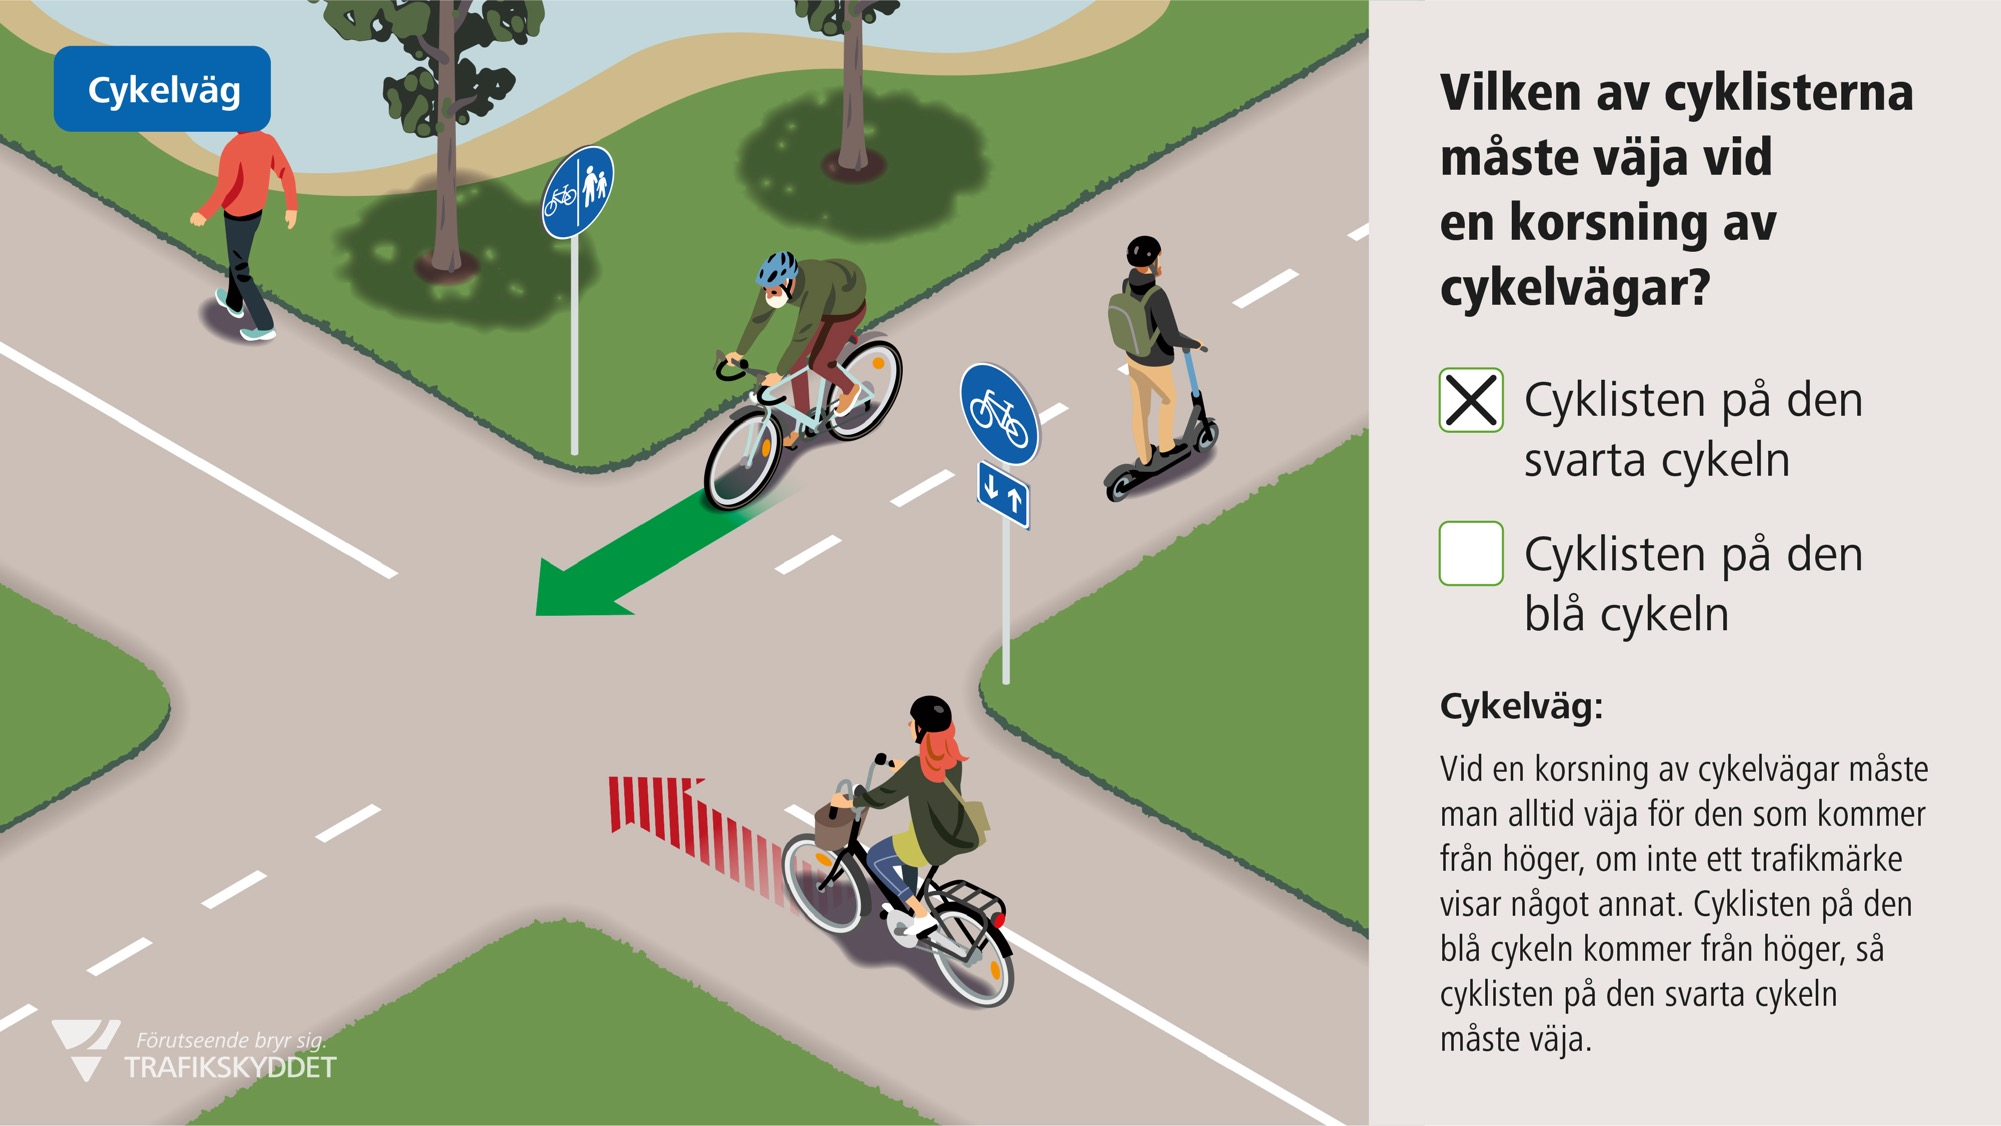 Cykelväg
Vilken av cyklisterna
måste väja vid
en korsning av
cykelvägar?
Cyklisten på den
svarta cykeln
Cyklisten på den
blå cykeln
Cykelväg:
Vid en korsning av cykelvägar måste
man alltid väja för den som kommer
från höger, om inte ett trafikmärke
visar något annat. Cyklisten på den
blå cykeln kommer från höger, så
cyklisten på den svarta cykeln
måste väja.
Förutseende bryr sig.
TRAFIKSKYDDET